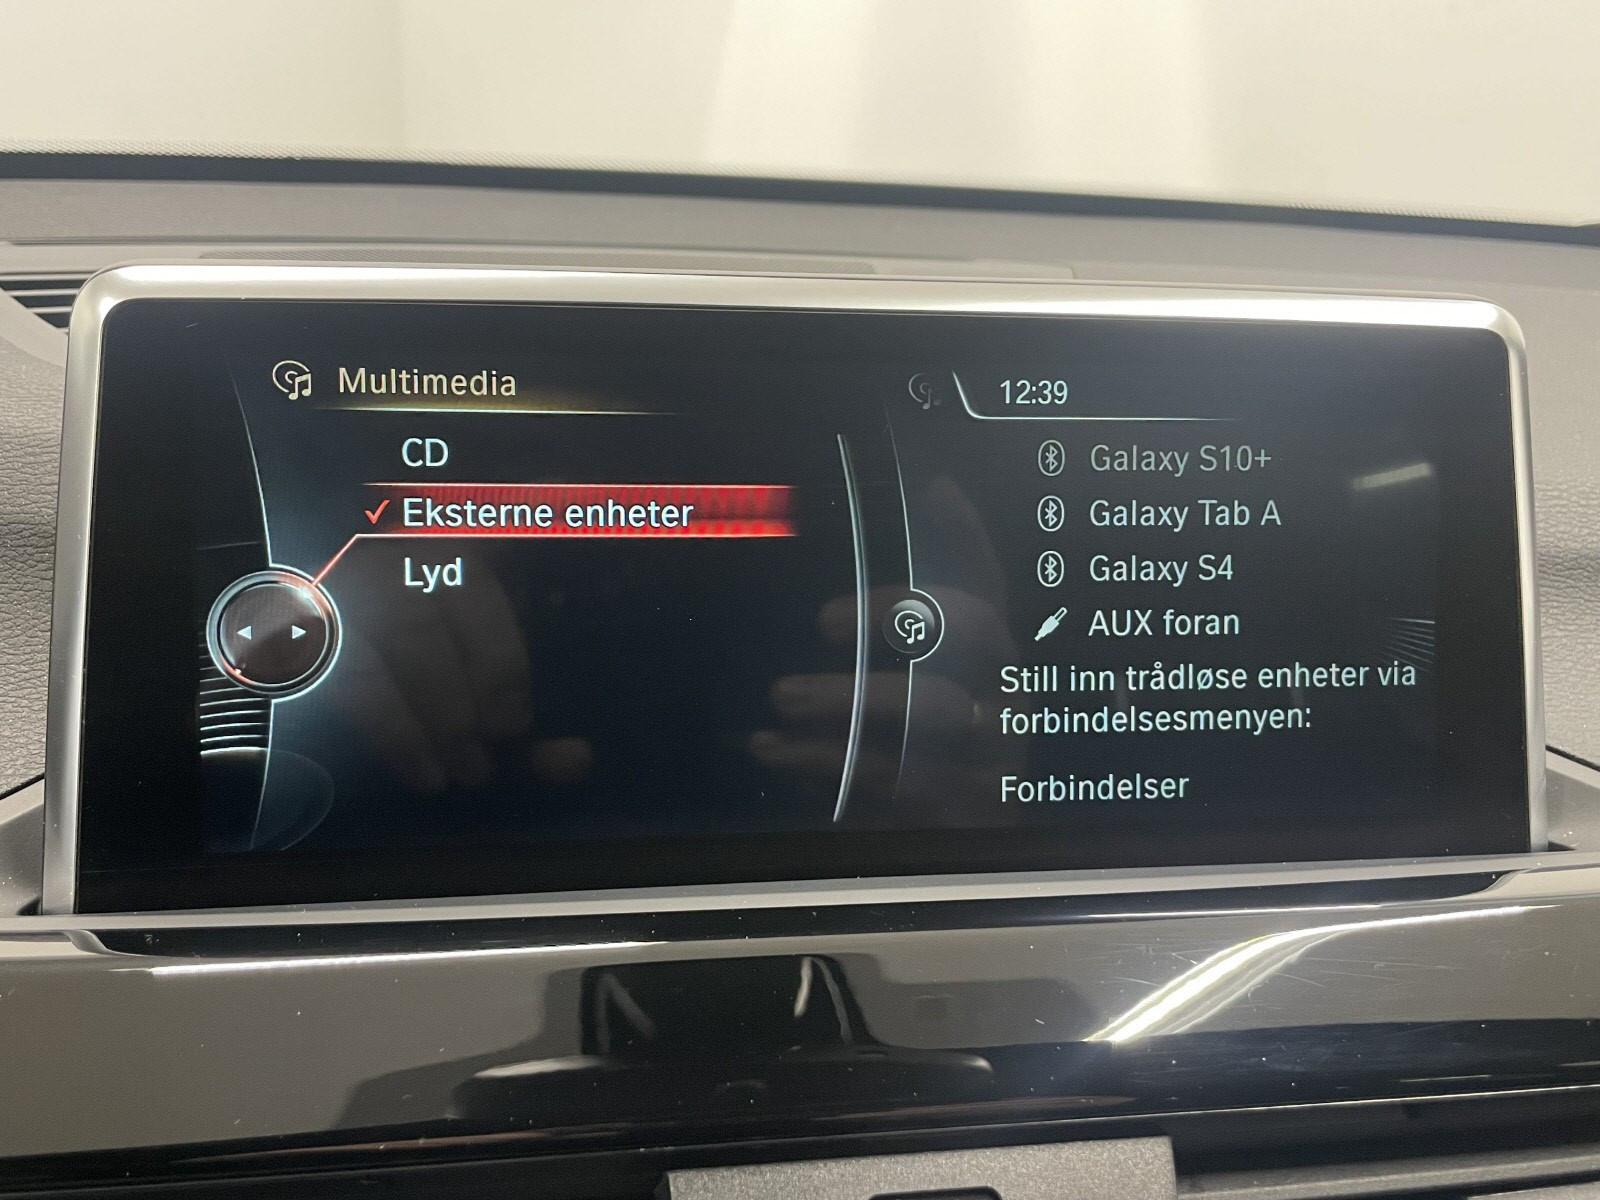 Multimedia
CD
Eksterne enheter
Lyd
12:39
Galaxy S10+
Galaxy Tab A
Galaxy S4
AUX foran
Still inn trådløse enheter via
forbindelsesmenyen:
Forbindelser